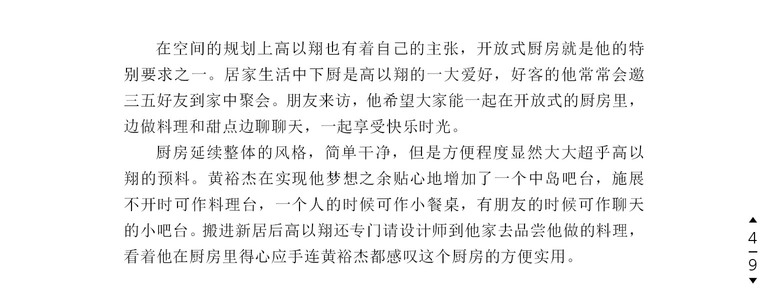 在空间的规划上高以翔也有着自己的主张，开放式厨房就是他的特
别要求之一。居家生活中下厨是高以翔的一大爱好，好客的他常常会邀
三五好友到家中聚会。朋友来访，他希望大家能一起在开放式的厨房里，
边做料理和甜点边聊聊天，一起享受快乐时光。
厨房延续整体的风格，简单干净，但是方便程度显然大大超乎高以
翔的预料。黄裕杰在实现他梦想之余贴心地增加了一个中岛吧台，施展
不开时可作料理台，一个人的时候可作小餐桌，有朋友的时候可作聊天
的小吧台。搬进新居后高以翔还专门请设计师到他家去品尝他做的料理，
看着他在厨房里得心应手连黄裕杰都感叹这个厨房的方便实用。
▲
4
9
▼